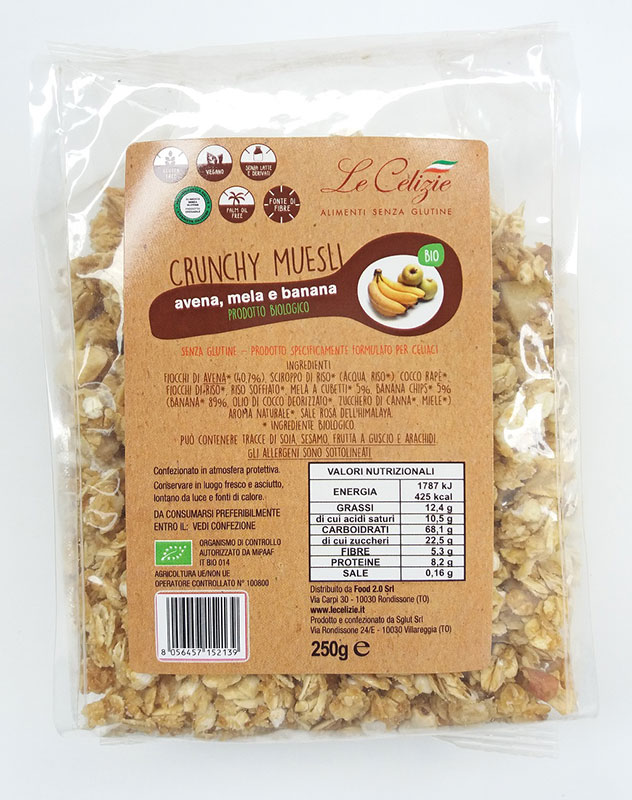 GLUTEN FREE
VEGANO
SENZA LATTE E DERIVATI
PALM OIL FREE
FONTE DI FIBRE
Le Celizie
ALIMENTI SENZA GLUTINE
CRUNCHY MUESLI
BIO
avena, mela e banana
PRODOTTO BIOLOGICO
SENZA GLUTINE - PRODOTTO SPECIFICAMENTE FORMULATO PER CELIACI
INGREDIENTI
FIOCCHI DI AVENA* (40,7%), SCIROPPO DI RISO* (ACQUA, RISO*), COCCO RAPÈ*,
FIOCCHI DI RISO*, RISO SOFFIATO*, MELA A CUBETTI* 5%, BANANA CHIPS* 5%
(BANANA* 89%, OLIO DI COCCO DEORIZZATO*, ZUCCHERO DI CANNA*, MIELE*)
AROMA NATURALE*, SALE ROSA DELL'HIMALAYA.
* INGREDIENTE BIOLOGICO
PUÒ CONTENERE TRACCE DI SOIA, SESAMO, FRUTTA A GUSCIO E ARACHIDI.
GLI ALLERGENI SONO SOTTOLINEATI
Confezionato in atmosfera protettiva.
Conservare in luogo fresco e asciutto,
lontano da luce e fonti di calore.
DA CONSUMARSI PREFERIBILMENTE
ENTRO IL: VEDI CONFEZIONE
ORGANISMO DI CONTROLLO
AUTORIZZATO DA MIPAAF
IT BIO 014
AGRICOLTURA UE/NON UE
OPERATORE CONTROLLATO N° 100800
8 056457 152139
VALORI NUTRIZIONALI
ENERGIA 1787 kJ
425 kcal
GRASSI 12,4 g
di cui acidi saturi 10,5 g
CARBOIDRATI 68,1 g
di cui zuccheri 22,5 g
FIBRE 5,3 g
PROTEINE 8,2 g
SALE 0,16 g
Distribuito da Food 2.0 Srl
Via Carpi 30 - 10030 Rondissone (TO)
www.lecelizie.it
Prodotto e confezionato da Sglut Srl
Via Rondissone 24/E - 10030 Villareggia (TO)
250g e